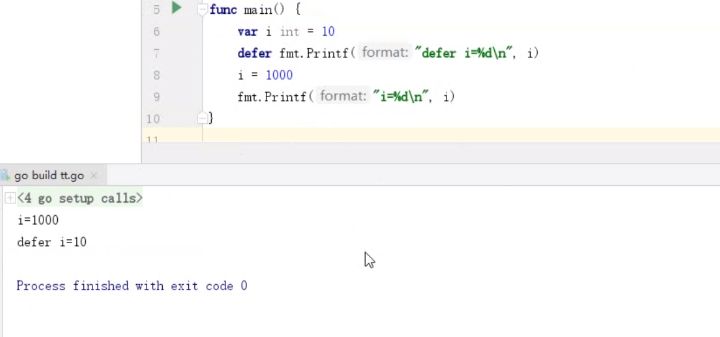 5 func main() {
6 var i int = 10
7 defer fmt.Printf( format: "defer i=%d\n", i)
8 i = 1000
9 fmt.Printf( format: "i=%d\n", i)
10 }
11
go build tt.go ×
<4 go setup calls>
i=1000
defer i=10
Process finished with exit code 0